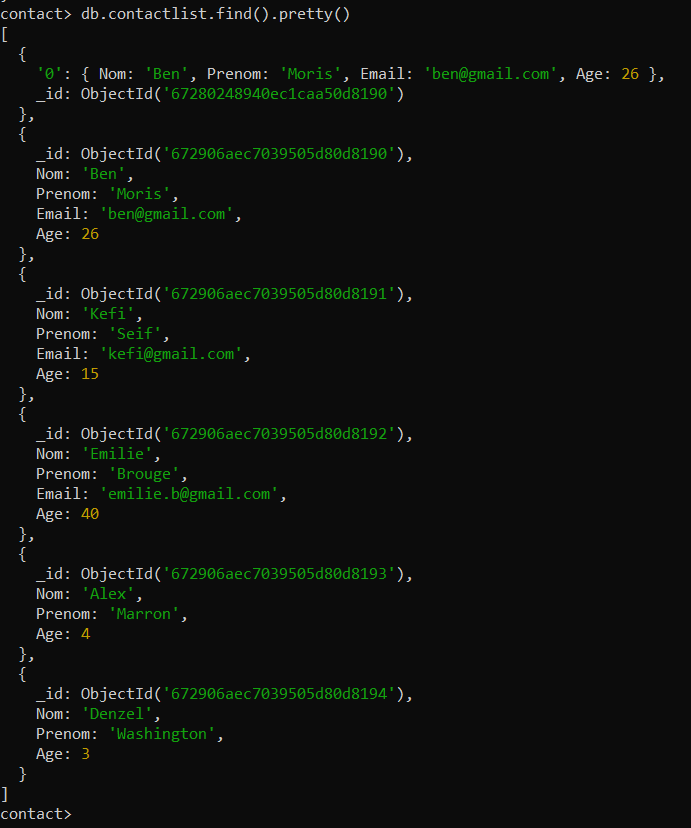 contact> db.contactlist.find().pretty()
[
  {
    '0': { Nom: 'Ben', Prenom: 'Moris', Email: 'ben@gmail.com', Age: 26 },
    _id: ObjectId('67280248940ec1caa50d8190')
  },
  {
    _id: ObjectId('672906aec7039505d80d8190'),
    Nom: 'Ben',
    Prenom: 'Moris',
    Email: 'ben@gmail.com',
    Age: 26
  },
  {
    _id: ObjectId('672906aec7039505d80d8191'),
    Nom: 'Kefi',
    Prenom: 'Seif',
    Email: 'kefi@gmail.com',
    Age: 15
  },
  {
    _id: ObjectId('672906aec7039505d80d8192'),
    Nom: 'Emilie',
    Prenom: 'Brouge',
    Email: 'emilie.b@gmail.com',
    Age: 40
  },
  {
    _id: ObjectId('672906aec7039505d80d8193'),
    Nom: 'Alex',
    Prenom: 'Marron',
    Age: 4
  },
  {
    _id: ObjectId('672906aec7039505d80d8194'),
    Nom: 'Denzel',
    Prenom: 'Washington',
    Age: 3
  }
]
contact>